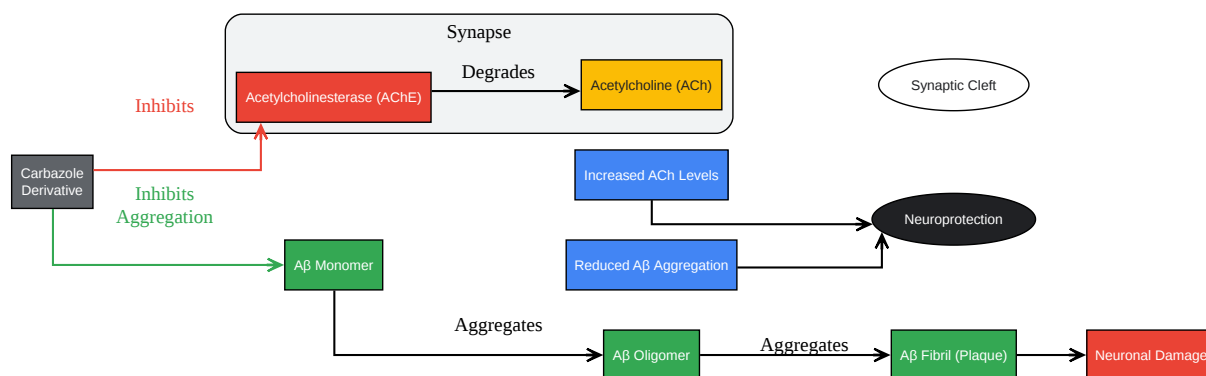 Synapse
Degrades
Acetylcholinesterase (AChE)
Acetylcholine (ACh)
Synaptic Cleft
Inhibits
Carbazole
Derivative
Inhibits
Aggregation
Increased ACh Levels
Neuroprotection
Aβ Monomer
Reduced Aβ Aggregation
Aggregates
Aβ Oligomer
Aggregates
Aβ Fibril (Plaque)
Neuronal Damage